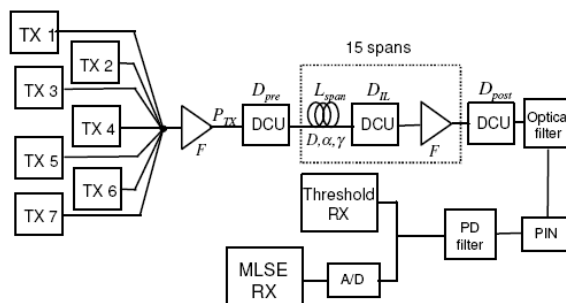 15 spans
TX 1
TX 2
TX 3
TX 4
TX 5
TX 6
TX 7
F
P_TX
D_pre
DCU
L_span
D,α,γ
D_IL
DCU
F
D_post
DCU
Optical
filter
Threshold
RX
MLSE
RX
A/D
PD
filter
PIN